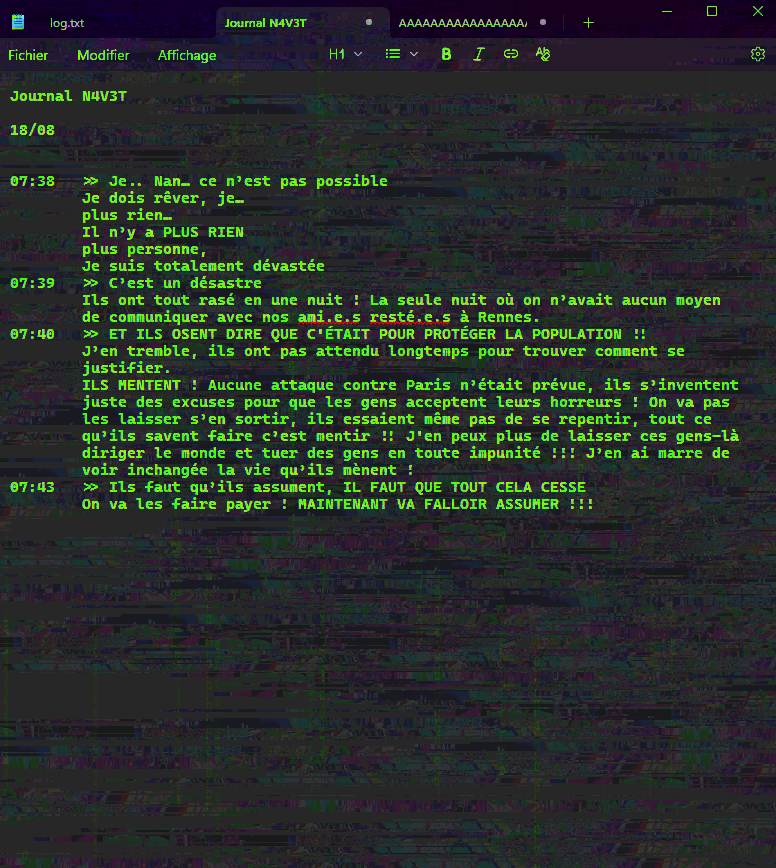 log.txt
Journal N4V3T
AAAAAAAAAAAAAAAA
Fichier Modifier Affichage H1 B I
Journal N4V3T
18/08
07:38 >> Je.. Nan… ce n'est pas possible
Je dois rêver, je…
plus rien…
Il n'y a PLUS RIEN
plus personne,
Je suis totalement dévastée
07:39 >> C'est un désastre
Ils ont tout rasé en une nuit ! La seule nuit où on n'avait aucun moyen
de communiquer avec nos ami.e.s resté.e.s à Rennes.
07:40 >> ET ILS OSENT DIRE QUE C'ÉTAIT POUR PROTÉGER LA POPULATION !!
J'en tremble, ils ont pas attendu longtemps pour trouver comment se
justifier.
ILS MENTENT ! Aucune attaque contre Paris n'était prévue, ils s'inventent
juste des excuses pour que les gens acceptent leurs horreurs ! On va pas
les laisser s'en sortir, ils essaient même pas de se repentir, tout ce
qu'ils savent faire c'est mentir !! J'en peux plus de laisser ces gens-là
diriger le monde et tuer des gens en toute impunité !!! J'en ai marre de
voir inchangée la vie qu'ils mènent !
07:43 >> Ils faut qu'ils assument, IL FAUT QUE TOUT CELA CESSE
On va les faire payer ! MAINTENANT VA FALLOIR ASSUMER !!!